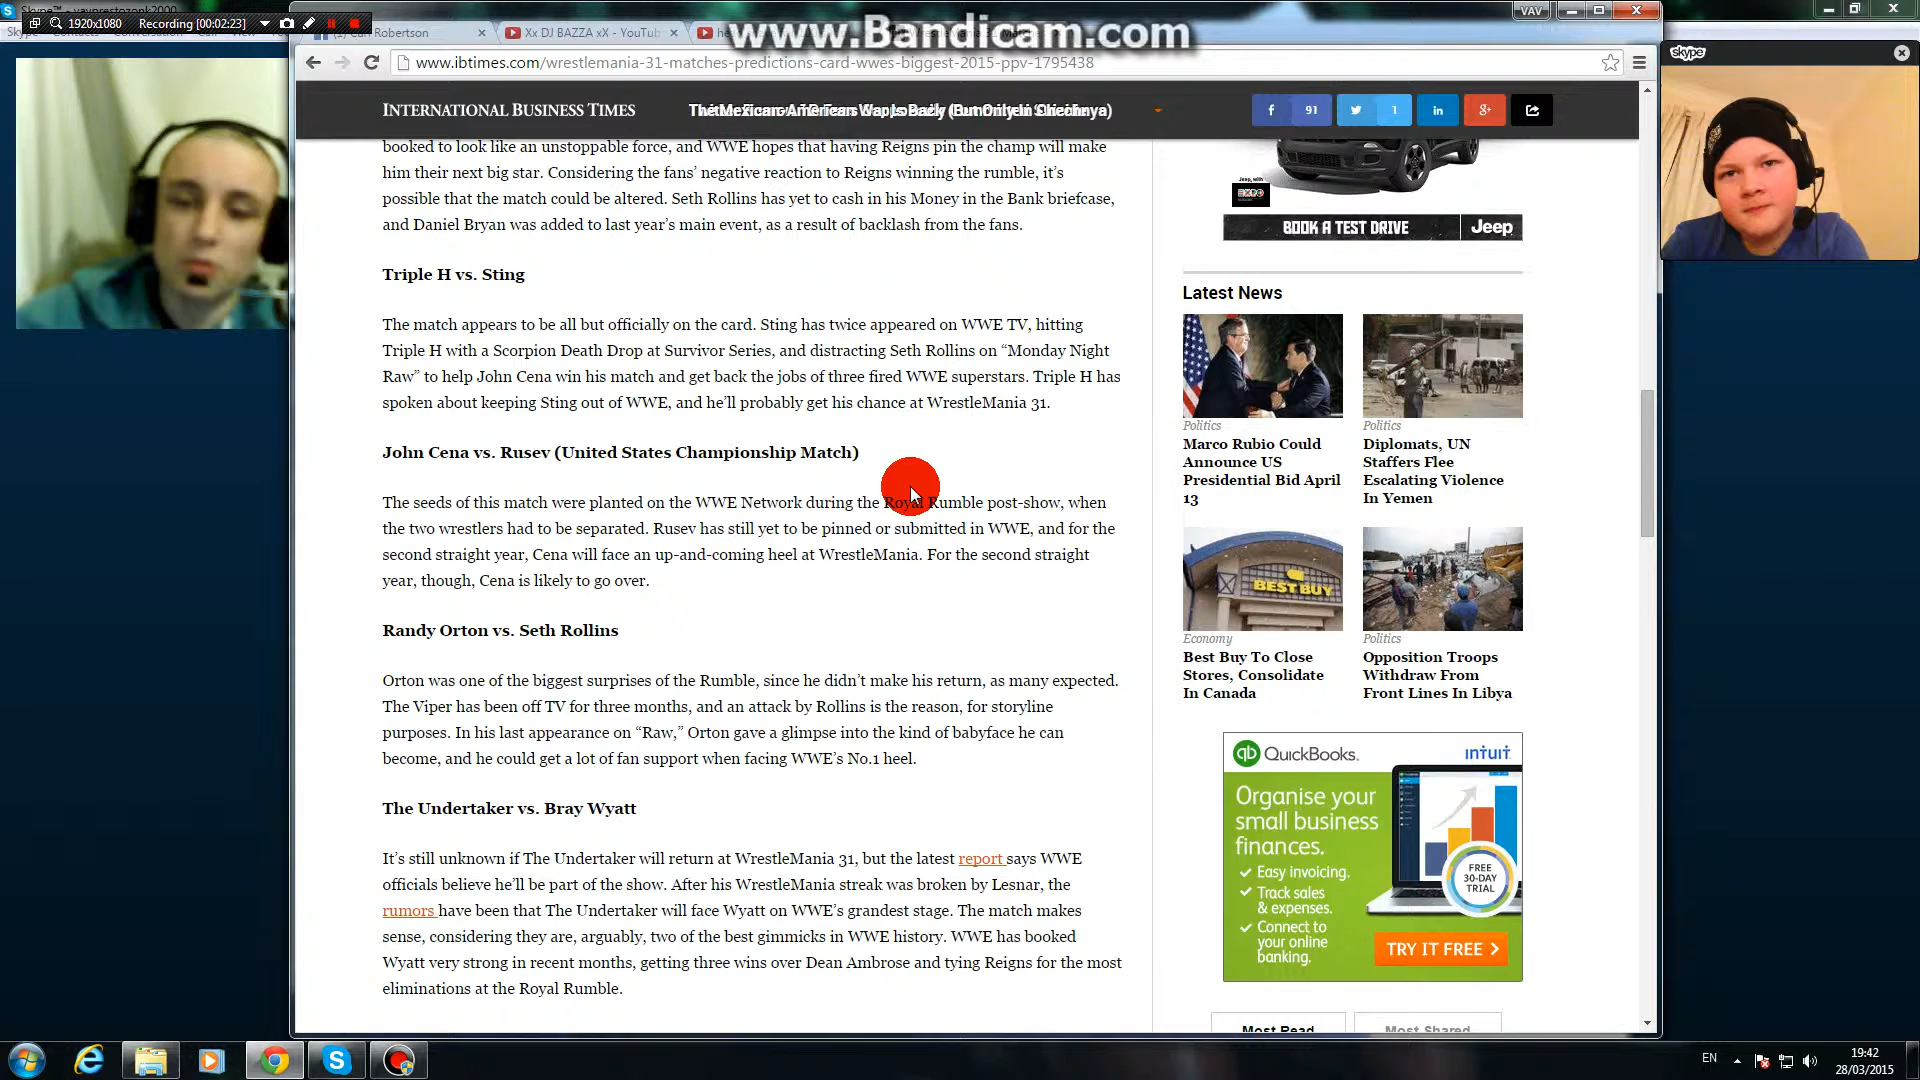 1920x1080
Recording [00:02:23]
www.Bandicam.com
VAV
Robertson
Xx DJ BAZZA xX - YouTub
www.ibtimes.com/wrestlemania-31-matches-predictions-card-wwes-biggest-2015-ppv-1795438
skype
INTERNATIONAL BUSINESS TIMES
91
1
booked to look like an unstoppable force, and WWE hopes that having Reigns pin the champ will make
him their next big star. Considering the fans’ negative reaction to Reigns winning the rumble, it’s
possible that the match could be altered. Seth Rollins has yet to cash in his Money in the Bank briefcase,
and Daniel Bryan was added to last year’s main event, as a result of backlash from the fans.
Triple H vs. Sting
The match appears to be all but officially on the card. Sting has twice appeared on WWE TV, hitting
Triple H with a Scorpion Death Drop at Survivor Series, and distracting Seth Rollins on “Monday Night
Raw” to help John Cena win his match and get back the jobs of three fired WWE superstars. Triple H has
spoken about keeping Sting out of WWE, and he’ll probably get his chance at WrestleMania 31.
John Cena vs. Rusev (United States Championship Match)
The seeds of this match were planted on the WWE Network during the Royal Rumble post-show, when
the two wrestlers had to be separated. Rusev has still yet to be pinned or submitted in WWE, and for the
second straight year, Cena will face an up-and-coming heel at WrestleMania. For the second straight
year, though, Cena is likely to go over.
Randy Orton vs. Seth Rollins
Orton was one of the biggest surprises of the Rumble, since he didn’t make his return, as many expected.
The Viper has been off TV for three months, and an attack by Rollins is the reason, for storyline
purposes. In his last appearance on “Raw,” Orton gave a glimpse into the kind of babyface he can
become, and he could get a lot of fan support when facing WWE’s No.1 heel.
The Undertaker vs. Bray Wyatt
It’s still unknown if The Undertaker will return at WrestleMania 31, but the latest report says WWE
officials believe he’ll be part of the show. After his WrestleMania streak was broken by Lesnar, the
rumors have been that The Undertaker will face Wyatt on WWE’s grandest stage. The match makes
sense, considering they are, arguably, two of the best gimmicks in WWE history. WWE has booked
Wyatt very strong in recent months, getting three wins over Dean Ambrose and tying Reigns for the most
eliminations at the Royal Rumble.
Jeep, with
EXPO
BOOK A TEST DRIVE
Jeep
Latest News
Politics
Marco Rubio Could
Announce US
Presidential Bid April
13
Politics
Diplomats, UN
Staffers Flee
Escalating Violence
In Yemen
BEST BUY
Economy
Best Buy To Close
Stores, Consolidate
In Canada
Politics
Opposition Troops
Withdraw From
Front Lines In Libya
qb QuickBooks.
INTUIT
Organise your
small business
finances.
Easy invoicing.
Track sales
& expenses.
Connect to
your online
banking.
FREE
30-DAY
TRIAL
TRY IT FREE >
Most Read
Most Shared
EN
19:42
28/03/2015